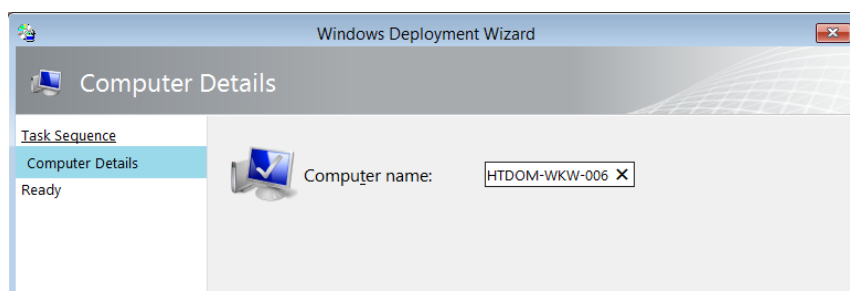 Windows Deployment Wizard
Computer Details
Task Sequence
Computer Details
Ready
Computer name:
HTDOM-WKW-006